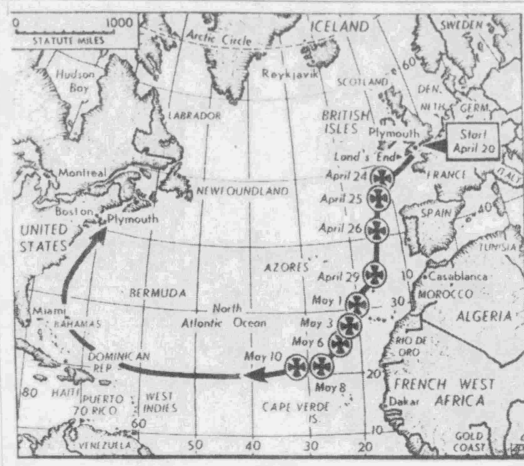 0 1000
STATUTE MILES
ICELAND
Arctic Circle
Reykjavik
SWEDEN
SCOTLAND
60
DEN.
Hudson
Bay
NETH.
GERM.
LABRADOR
BRITISH
ISLES
Plymouth
Start
April 20
Land's End
FRANCE
ITALY
Montreal
April 24
NEWFOUNDLAND
April 25
Boston
Plymouth
SPAIN
40
UNITED
STATES
April 26
TUNISIA
AZORES
April 29
10
Casablanca
MOROCCO
BERMUDA
May 1
30
ALGERIA
Miami
North
Atlantic Ocean
May 3
BAHAMAS
May 6
RIO DE
ORO
DOMINICAN
REP.
May 10
20
May 8
80
HAITI
PUERTO
RICO
70
WEST
INDIES
60
CAPE VERDE
IS.
FRENCH WEST
AFRICA
Dakar
VENEZUELA
50
40
30
20
10
GOLD
COAST